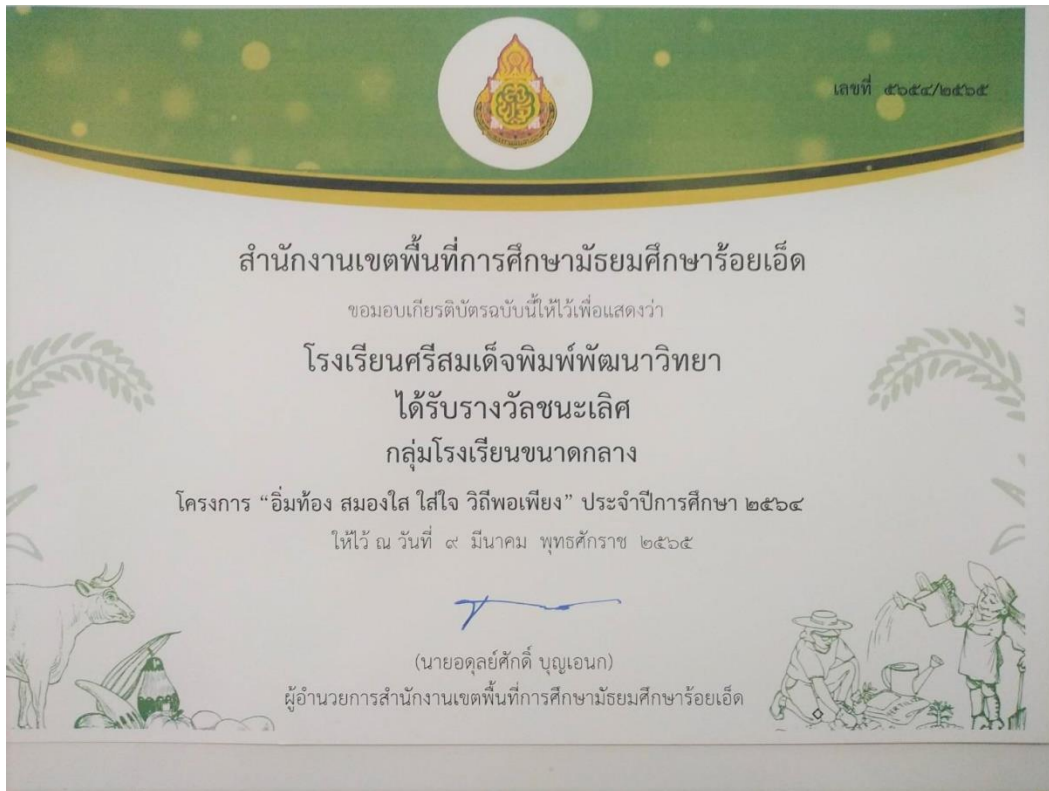 เลขที่ ๕๖๕๔/๒๕๖๕
สำนักงานเขตพื้นที่การศึกษามัธยมศึกษาร้อยเอ็ด
ขอมอบเกียรติบัตรฉบับนี้ให้ไว้เพื่อแสดงว่า
โรงเรียนศรีสมเด็จพิมพ์พัฒนาวิทยา
ได้รับรางวัลชนะเลิศ
กลุ่มโรงเรียนขนาดกลาง
โครงการ “อิ่มท้อง สมองใส ใส่ใจ วิถีพอเพียง” ประจำปีการศึกษา ๒๕๖๔
ให้ไว้ ณ วันที่ ๙ มีนาคม พุทธศักราช ๒๕๖๕
(นายอดุลย์ศักดิ์ บุญเอนก)
ผู้อำนวยการสำนักงานเขตพื้นที่การศึกษามัธยมศึกษาร้อยเอ็ด